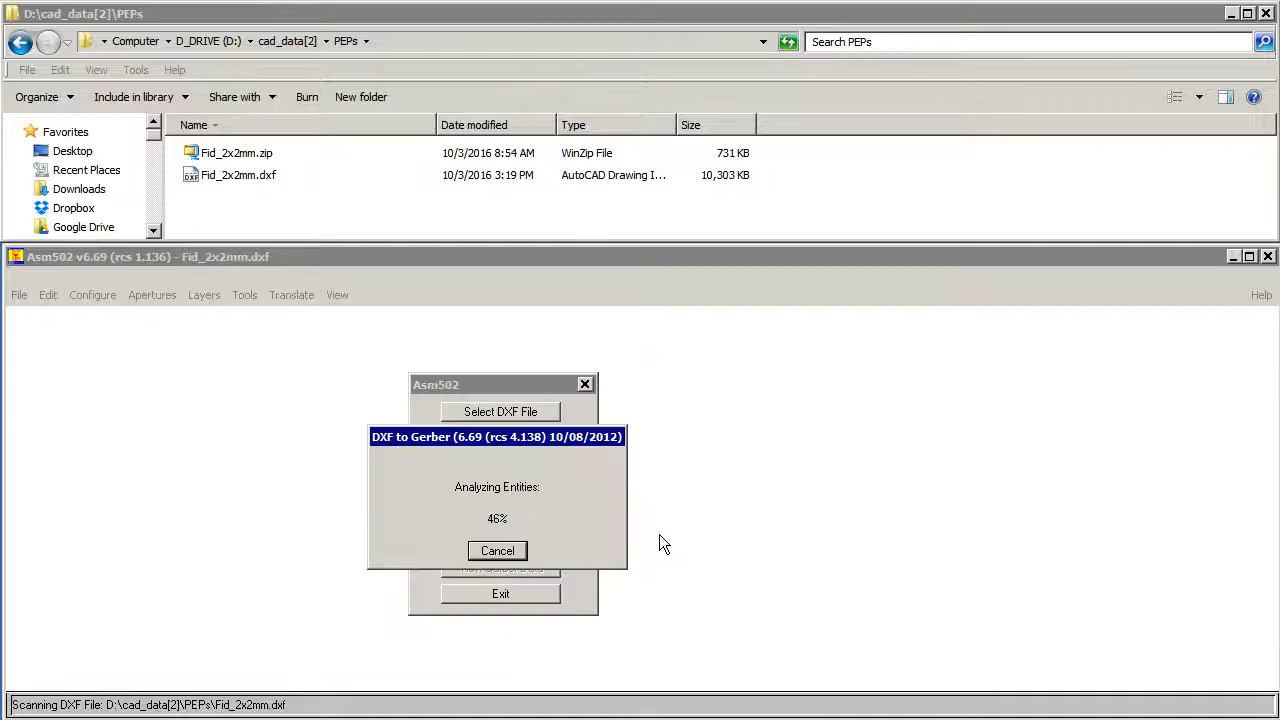 D:\cad_data[2]\PEPs
Computer D_DRIVE (D:) cad_data[2] PEPs Search PEPs
File Edit View Tools Help
Organize Include in library Share with Burn New folder
Name Date modified Type Size
Favorites
Desktop
Recent Places
Downloads
Dropbox
Google Drive
Fid_2x2mm.zip 10/3/2016 8:54 AM WinZip File 731 KB
Fid_2x2mm.dxf 10/3/2016 3:19 PM AutoCAD Drawing I... 10,303 KB
Asm502 v6.69 (rcs 1.136) - Fid_2x2mm.dxf
File Edit Configure Apertures Layers Tools Translate View Help
Asm502
Select DXF File
DXF to Gerber (6.69 (rcs 4.138) 10/08/2012)
Analyzing Entities:
46%
Cancel
Exit
Scanning DXF File: D:\cad_data[2]\PEPs\Fid_2x2mm.dxf